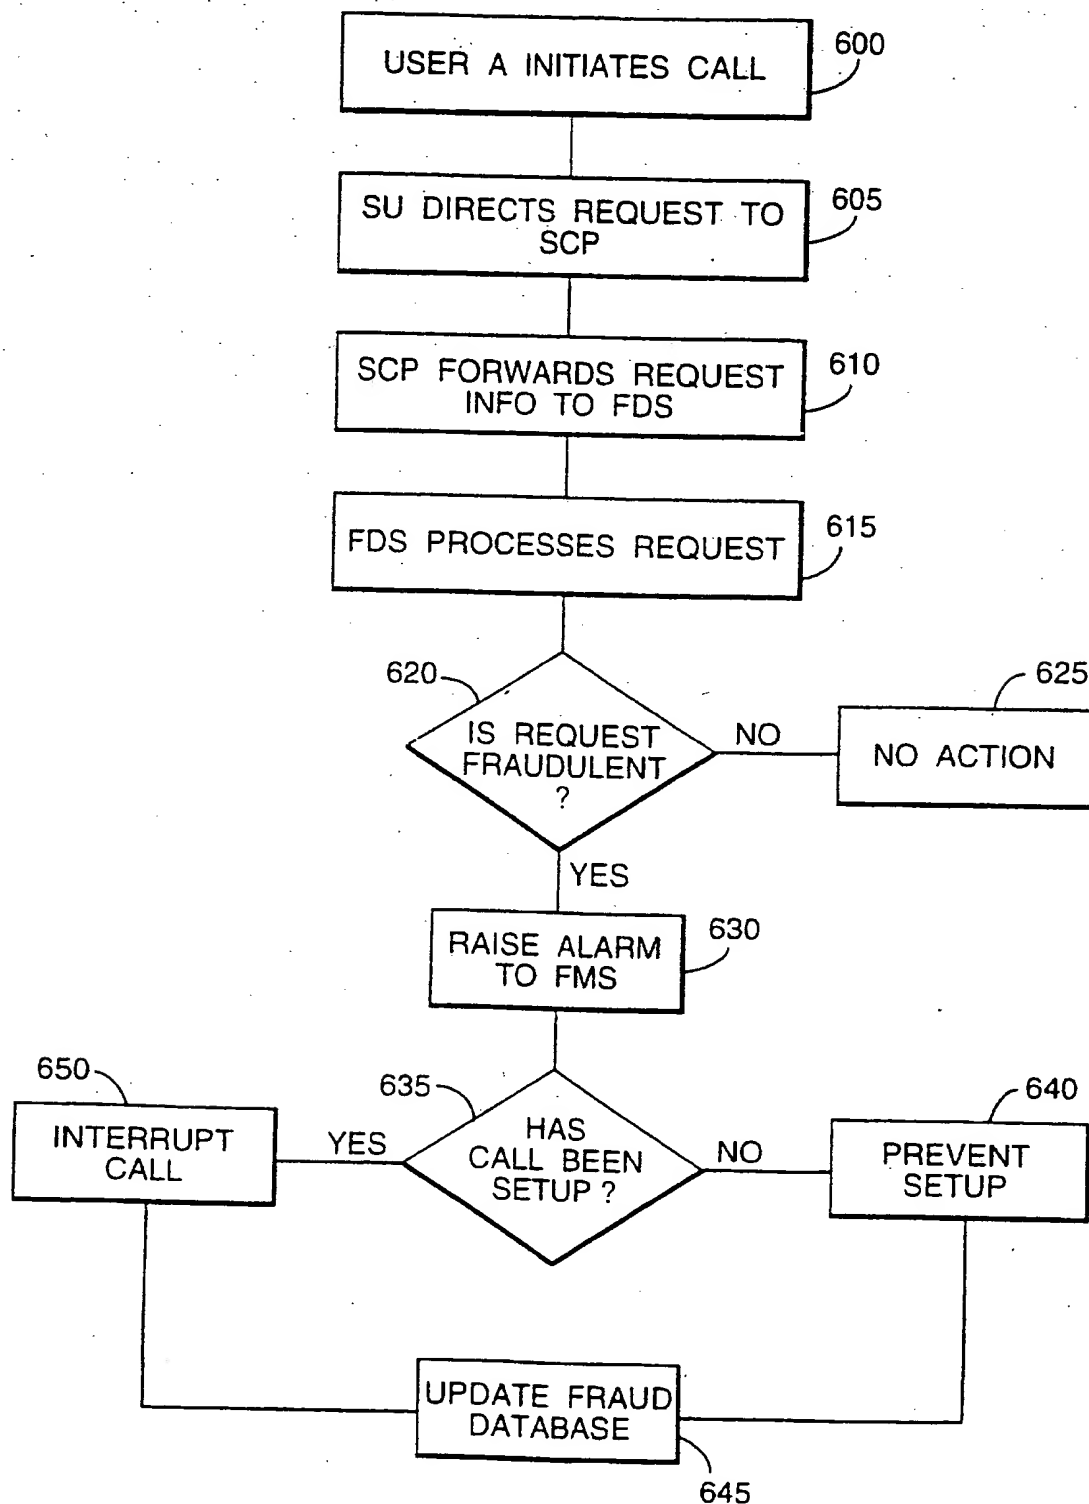 USER A INITIATES CALL
600
SU DIRECTS REQUEST TO
SCP
605
SCP FORWARDS REQUEST
INFO TO FDS
610
FDS PROCESSES REQUEST
615
620
IS REQUEST
FRAUDULENT
?
NO
625
NO ACTION
YES
RAISE ALARM
TO FMS
630
650
INTERRUPT
CALL
YES
635
HAS
CALL BEEN
SETUP ?
NO
640
PREVENT
SETUP
UPDATE FRAUD
DATABASE
645